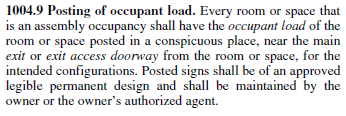 1004.9 Posting of occupant load. Every room or space that
is an assembly occupancy shall have the occupant load of the
room or space posted in a conspicuous place, near the main
exit or exit access doorway from the room or space, for the
intended configurations. Posted signs shall be of an approved
legible permanent design and shall be maintained by the
owner or the owner's authorized agent.